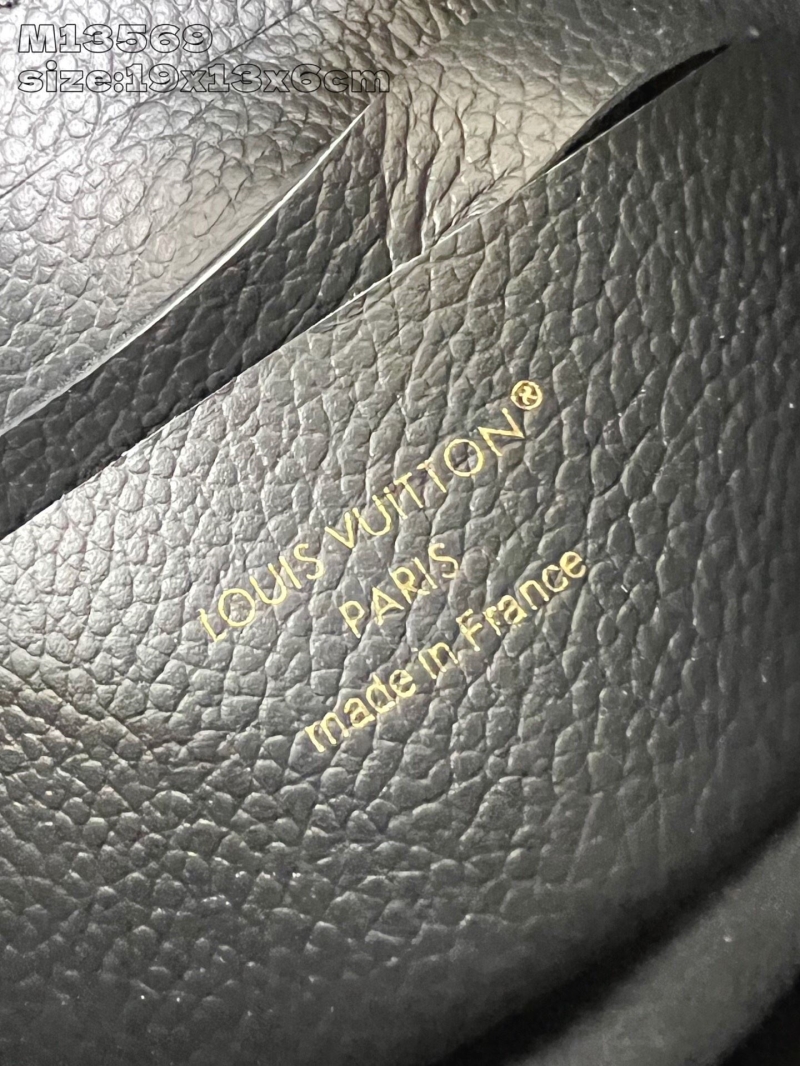 M13569
size:19x13x6cm
LOUIS VUITTON®
PARIS
made in France